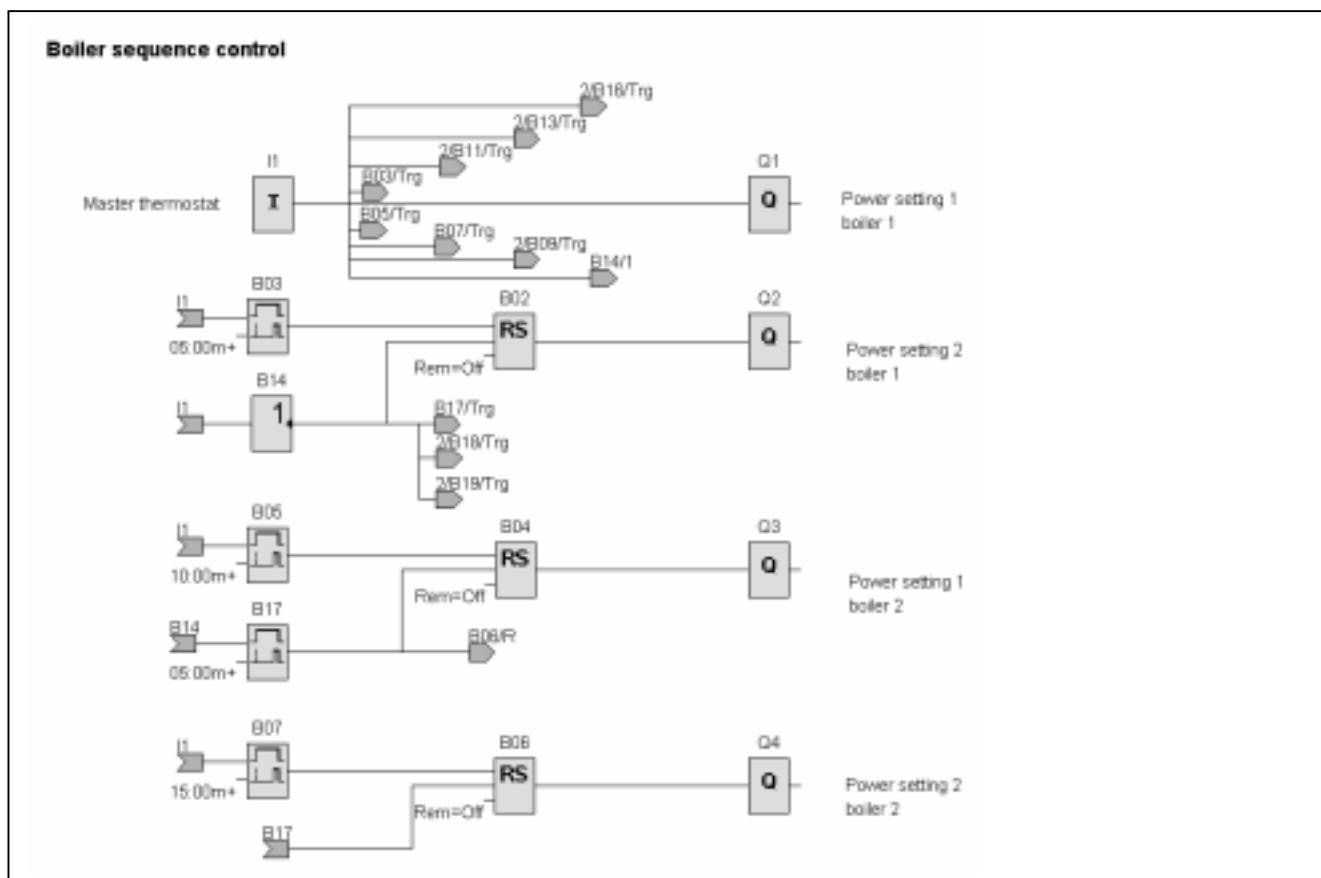 Boiler sequence control
2/B16/Trg
2/B13/Trg
2/B11/Trg
I1
B03/Trg
Q1
Master thermostat
I
Q
Power setting 1
boiler 1
B05/Trg
B07/Trg
2/B09/Trg
B14/1
B03
B02
Q2
I1
RS
Q
05:00m+
Rem=Off
Power setting 2
boiler 1
B14
I1
1
B17/Trg
2/B18/Trg
2/B19/Trg
B05
B04
Q3
I1
RS
Q
10:00m+
Rem=Off
Power setting 1
boiler 2
B17
B14
B06/R
05:00m+
B07
B06
Q4
I1
RS
Q
15:00m+
Rem=Off
Power setting 2
boiler 2
B17